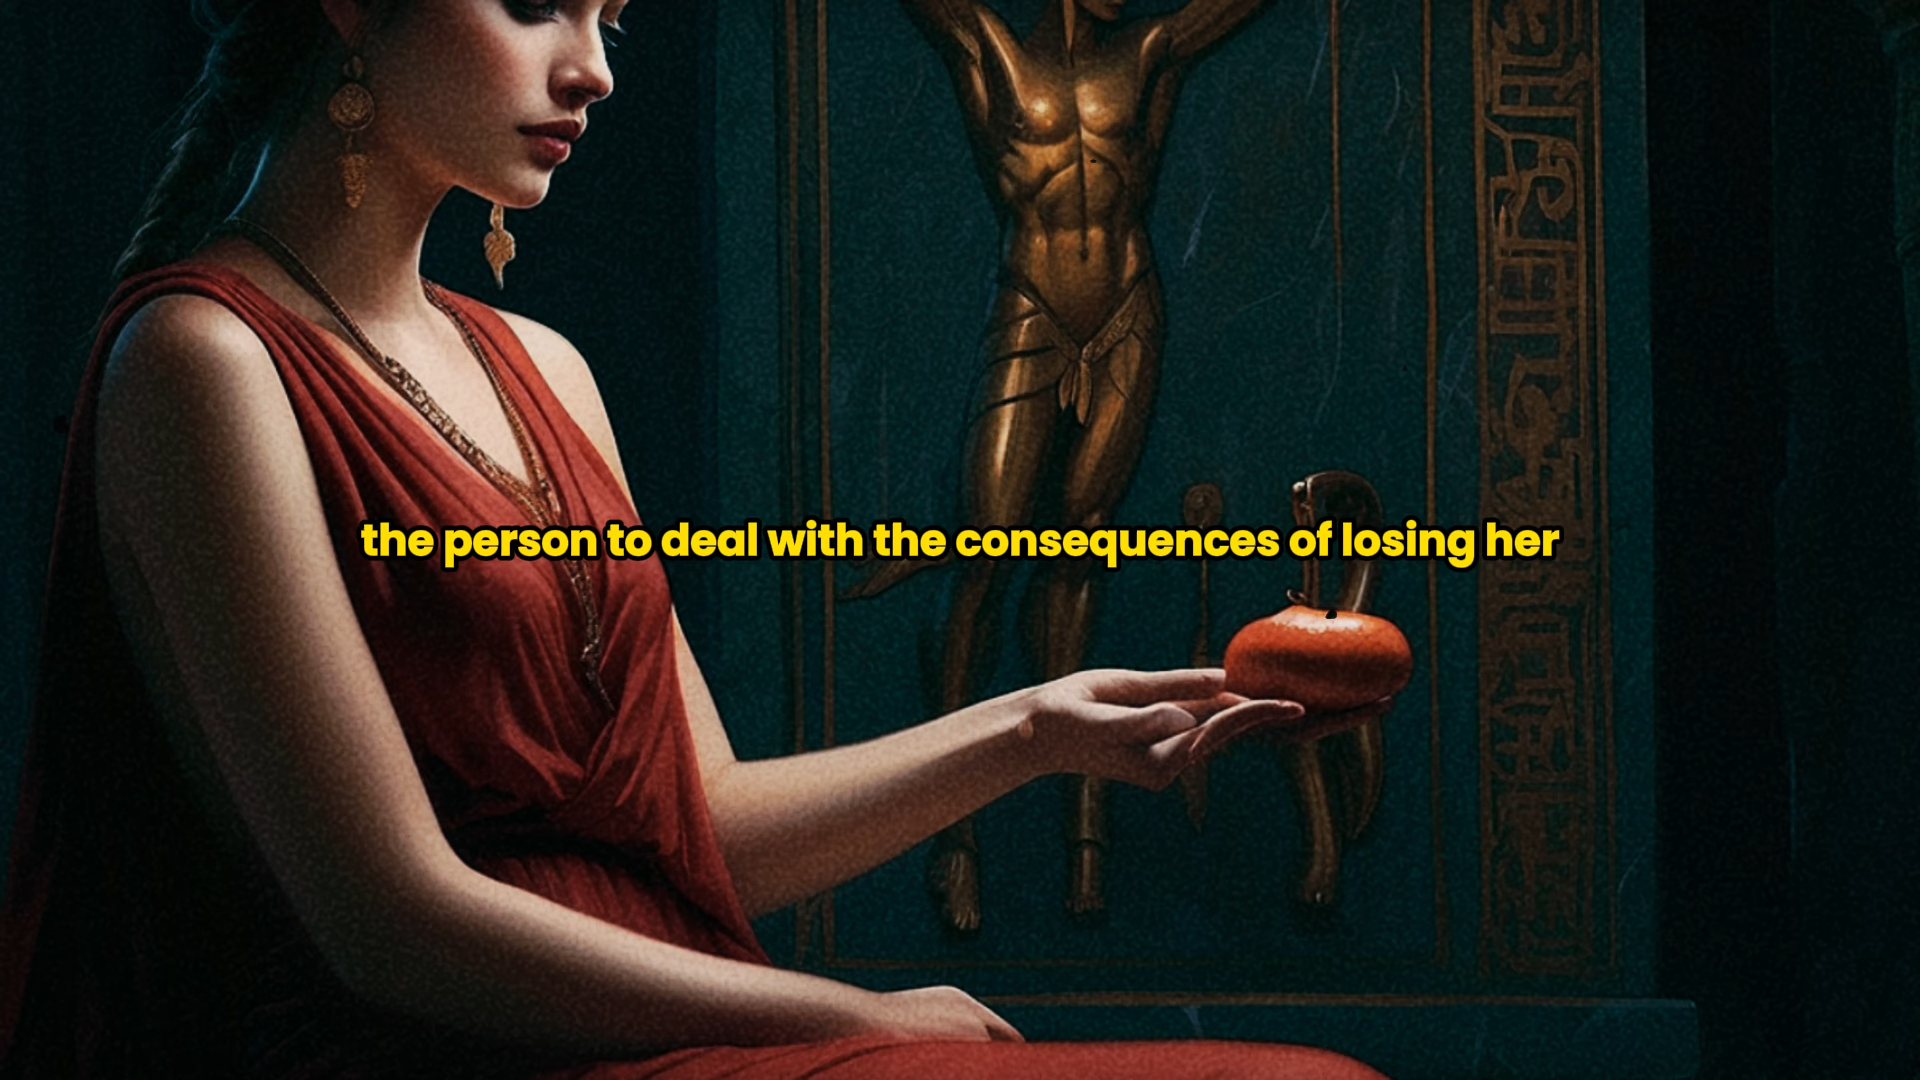 the person to deal with the consequences of losing her